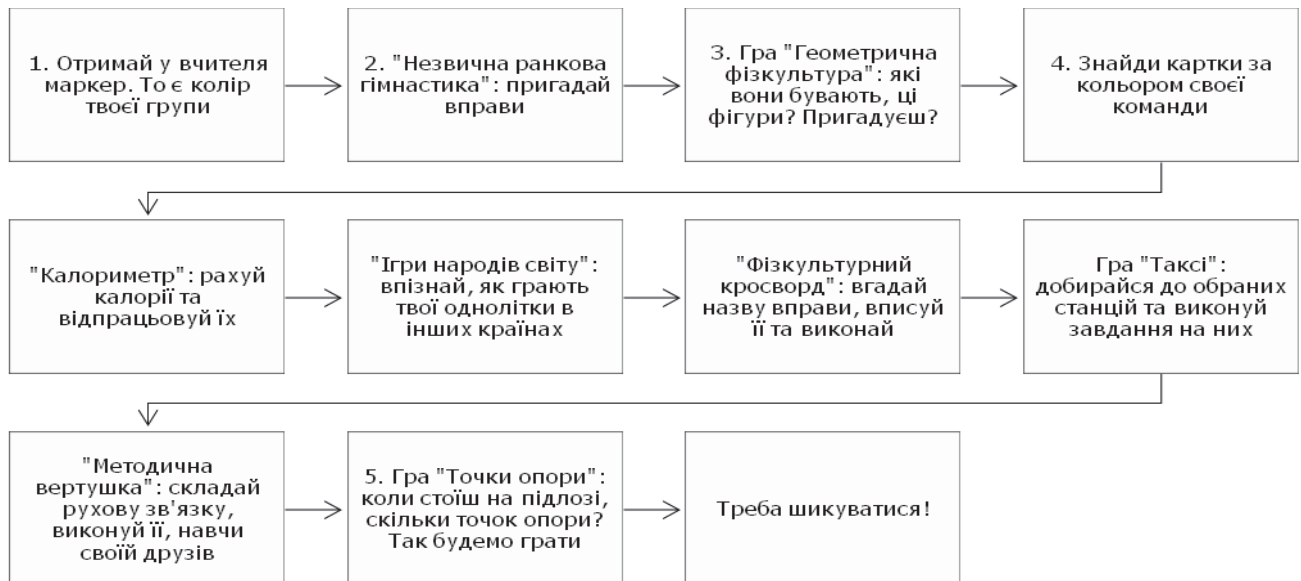 1. Отримай у вчителя
маркер. То є колір
твоєї групи
2. "Незвична ранкова
гімнастика": пригадай
вправи
3. Гра "Геометрична
фізкультура": які
вони бувають, ці
фігури? Пригадуєш?
4. Знайди картки за
кольором своєї
команди
"Калориметр": рахуй
калорії та
відпрацьовуй їх
"Ігри народів світу":
впізнай, як грають
твої однолітки в
інших країнах
"Фізкультурний
кросворд": вгадай
назву вправи, вписуй
її та виконай
Гра "Таксі":
добирайся до обраних
станцій та виконуй
завдання на них
"Методична
вертушка": складай
рухову зв'язку,
виконуй її, навчи
своїй друзів
5. Гра "Точки опори":
коли стоїш на підлозі,
скільки точок опори?
Так будемо грати
Треба шикуватися!